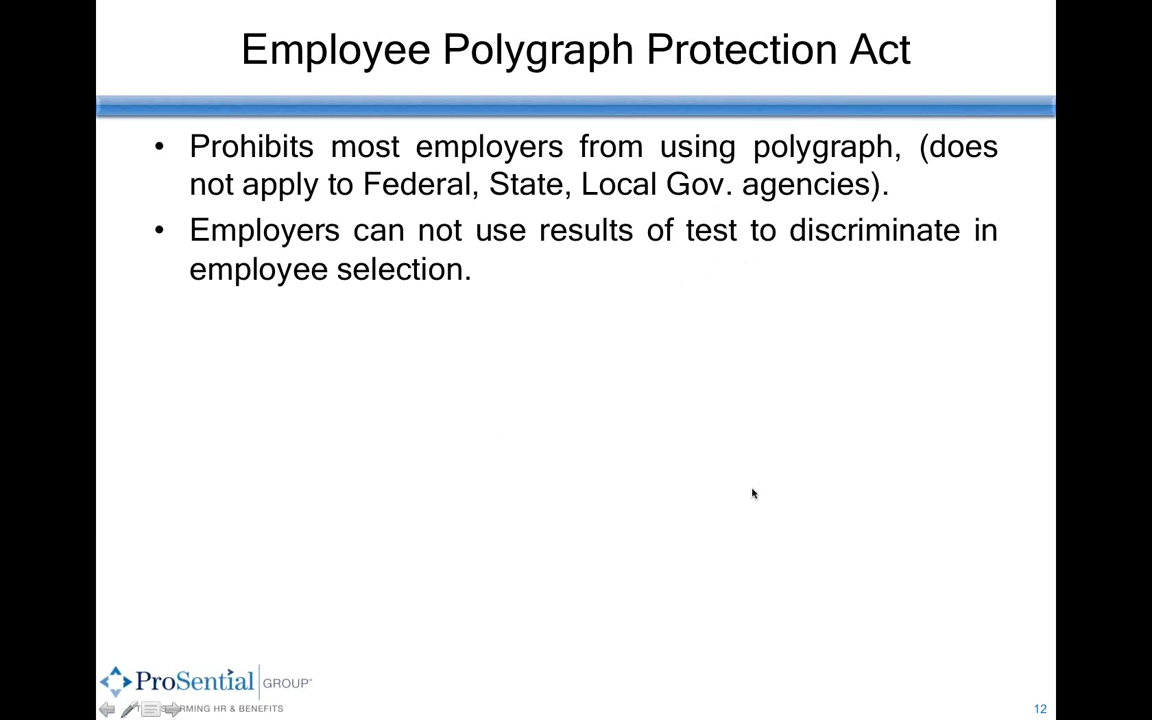 Employee Polygraph Protection Act
• Prohibits most employers from using polygraph, (does
not apply to Federal, State, Local Gov. agencies).
• Employers can not use results of test to discriminate in
employee selection.
ProSential GROUP
RMING HR & BENEFITS
12